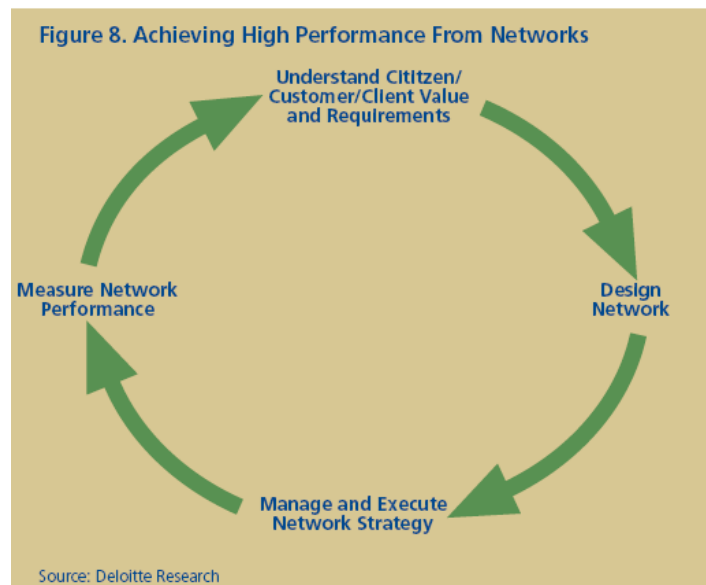 Figure 8. Achieving High Performance From Networks
Understand Cititzen/
Customer/Client Value
and Requirements
Design
Network
Manage and Execute
Network Strategy
Measure Network
Performance
Source: Deloitte Research